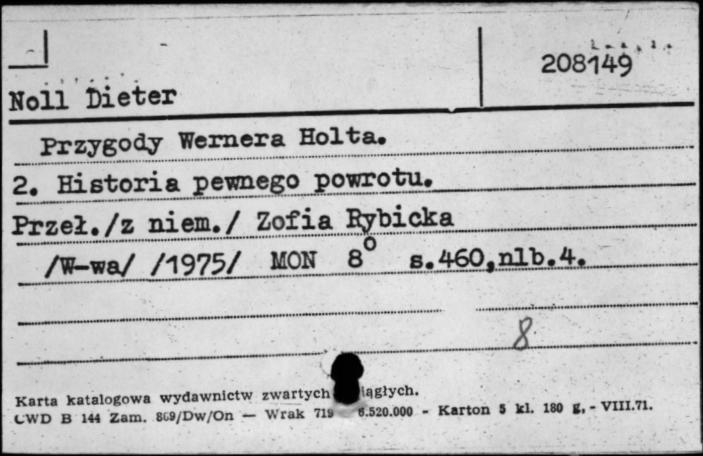 208149
Noll Dieter
Przygody Wernera Holta.
2. Historia pewnego powrotu.
Przeł./z niem./ Zofia Rybicka
/W-wa/ /1975/ MON 8° s.460,nlb.4.
8
Karta katalogowa wydawnictw zwartych
CWD B 144 Zam. 869/Dw/On — Wrak 719 6.520.000 - Karton 5 kl. 180 g. - VIII.71.